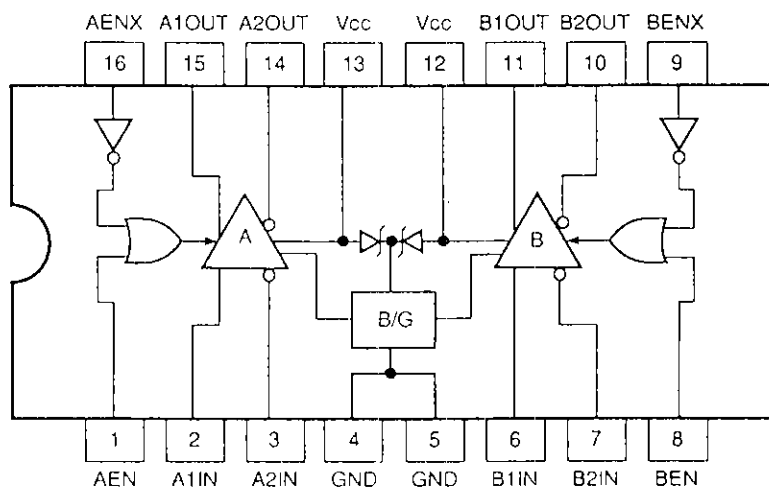 AENX A1OUT A2OUT Vcc Vcc B1OUT B2OUT BENX
16 15 14 13 12 11 10 9
A B
B/G
1 2 3 4 5 6 7 8
AEN A1IN A2IN GND GND B1IN B2IN BEN